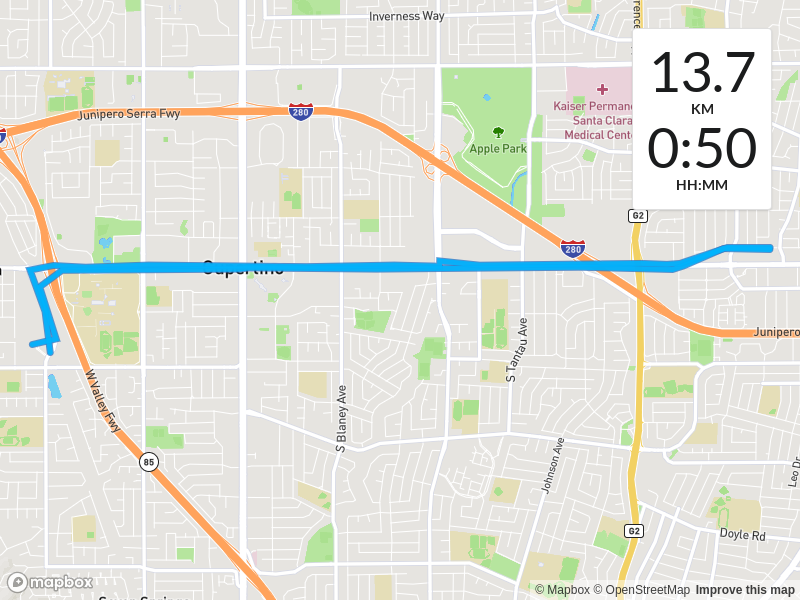 Inverness Way
13.7
KM
0:50
HH:MM
Junipero Serra Fwy
280
Kaiser Permane
Santa Clara
Medical Cente
Apple Park
G2
280
Cupertino
Junipero
S Tantau Ave
W Valley Fwy
S Blaney Ave
85
Johnson Ave
Leo Dr
G2
Doyle Rd
mapbox
© Mapbox © OpenStreetMap Improve this map